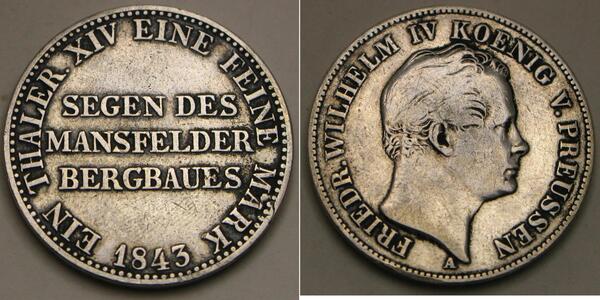 EIN THALER XIV EINE FEINE MARK
SEGEN DES
MANSFELDER
BERGBAUES
1843
FRIEDR. WILHELM IV KOENIG V. PREUSSEN
A